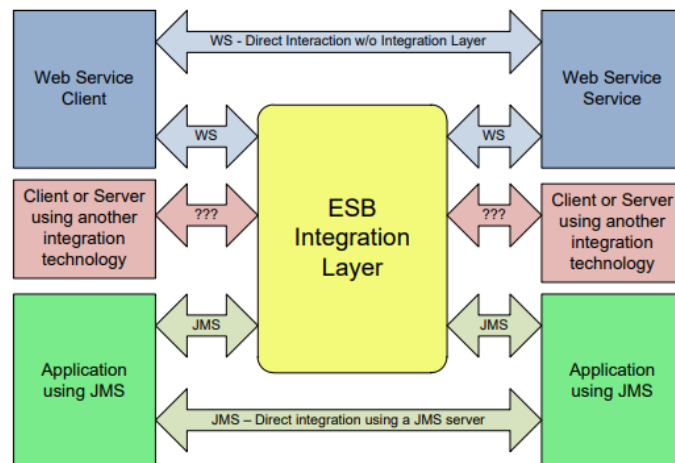 WS - Direct Interaction w/o Integration Layer
Web Service
Client
Web Service
Service
WS
WS
Client or Server
using another
integration
technology
???
ESB
Integration
Layer
???
Client or Server
using another
integration
technology
JMS
JMS
Application
using JMS
Application
using JMS
JMS – Direct integration using a JMS server